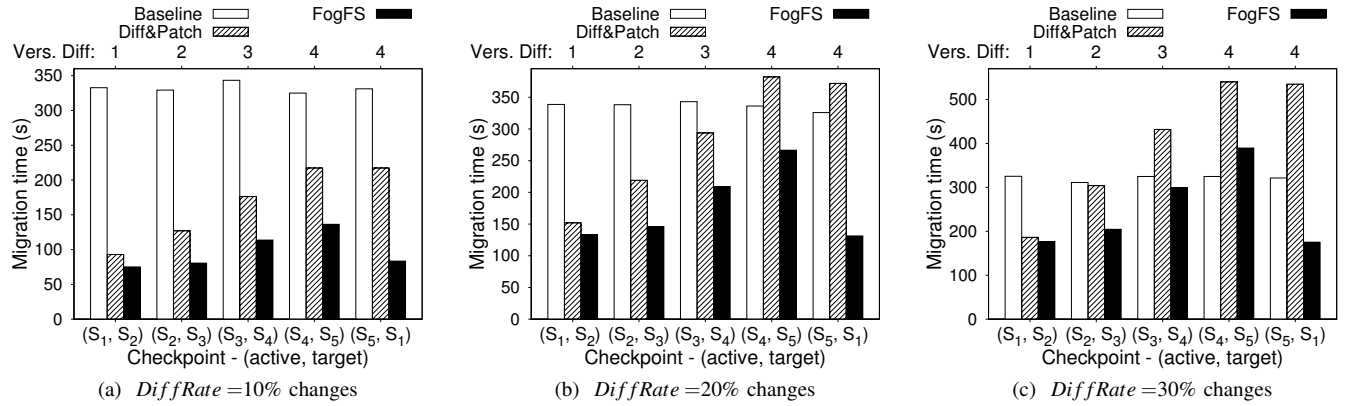 Baseline
Diff&Patch
FogFS
Vers. Diff: 1 2 3 4 4
Migration time (s)
350
300
250
200
150
100
50
0
(S1, S2) (S2, S3) (S3, S4) (S4, S5) (S5, S1)
Checkpoint - (active, target)
(a) DiffRate=10% changes
Baseline
Diff&Patch
FogFS
Vers. Diff: 1 2 3 4 4
Migration time (s)
350
300
250
200
150
100
50
0
(S1, S2) (S2, S3) (S3, S4) (S4, S5) (S5, S1)
Checkpoint - (active, target)
(b) DiffRate=20% changes
Baseline
Diff&Patch
FogFS
Vers. Diff: 1 2 3 4 4
Migration time (s)
500
400
300
200
100
0
(S1, S2) (S2, S3) (S3, S4) (S4, S5) (S5, S1)
Checkpoint - (active, target)
(c) DiffRate=30% changes